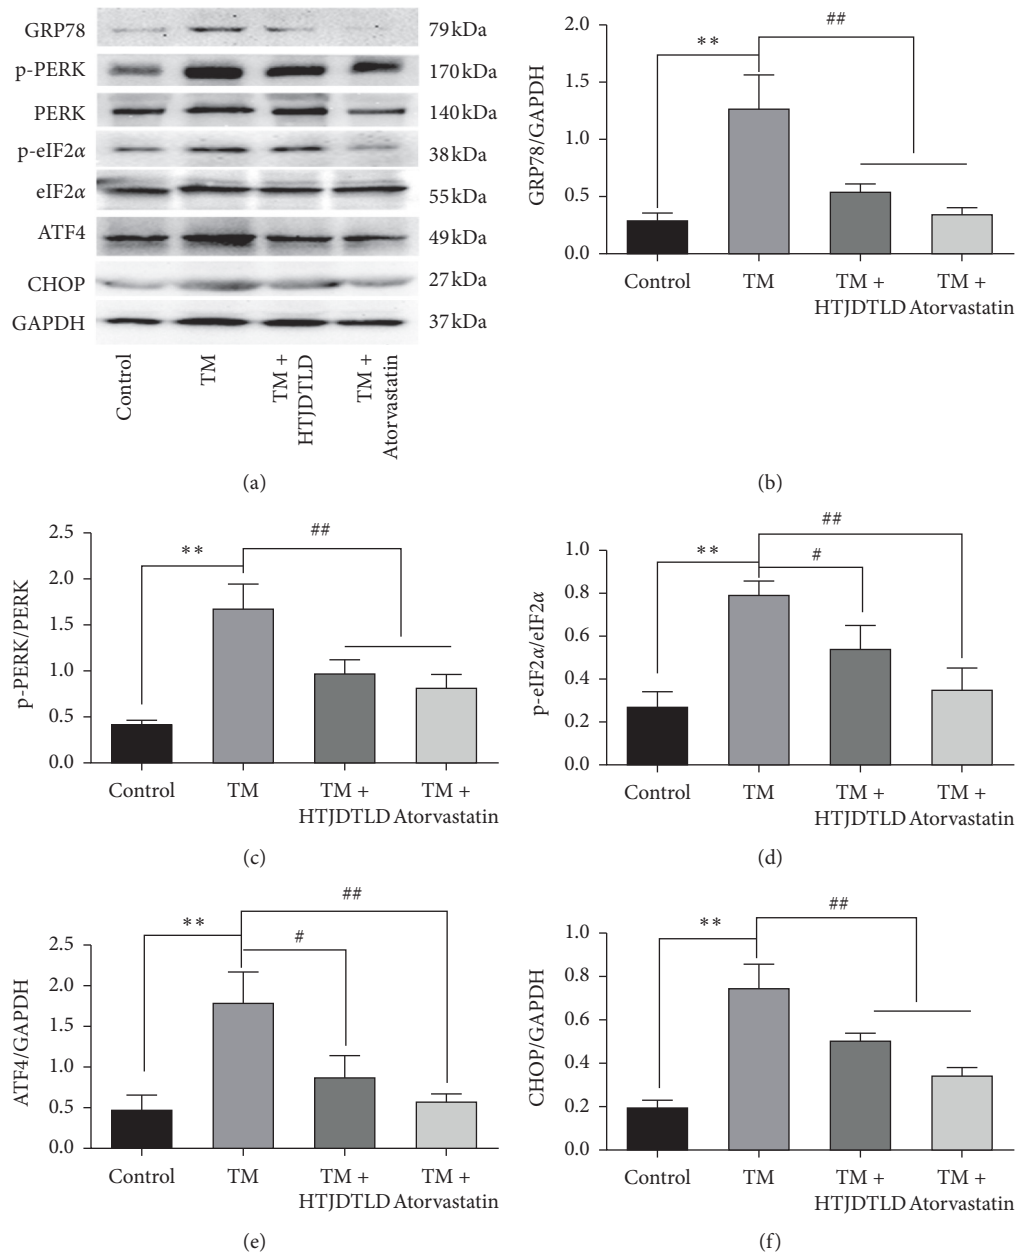 GRP78 79 kDa
p-PERK 170 kDa
PERK 140 kDa
p-eIF2α 38 kDa
eIF2α 55 kDa
ATF4 49 kDa
CHOP 27 kDa
GAPDH 37 kDa
Control
TM
TM +
HTJDTLD
TM +
Atorvastatin
(a)
GRP78/GAPDH
2.0
1.5
1.0
0.5
0.0
**
##
Control
TM
TM +
HTJDTLD
TM +
Atorvastatin
(b)
p-PERK/PERK
2.5
2.0
1.5
1.0
0.5
0.0
**
##
Control
TM
TM +
HTJDTLD
TM +
Atorvastatin
(c)
p-eIF2α/eIF2α
1.0
0.8
0.6
0.4
0.2
0.0
**
##
#
Control
TM
TM +
HTJDTLD
TM +
Atorvastatin
(d)
ATF4/GAPDH
2.5
2.0
1.5
1.0
0.5
0.0
**
##
#
Control
TM
TM +
HTJDTLD
TM +
Atorvastatin
(e)
CHOP/GAPDH
1.0
0.8
0.6
0.4
0.2
0.0
**
##
Control
TM
TM +
HTJDTLD
TM +
Atorvastatin
(f)